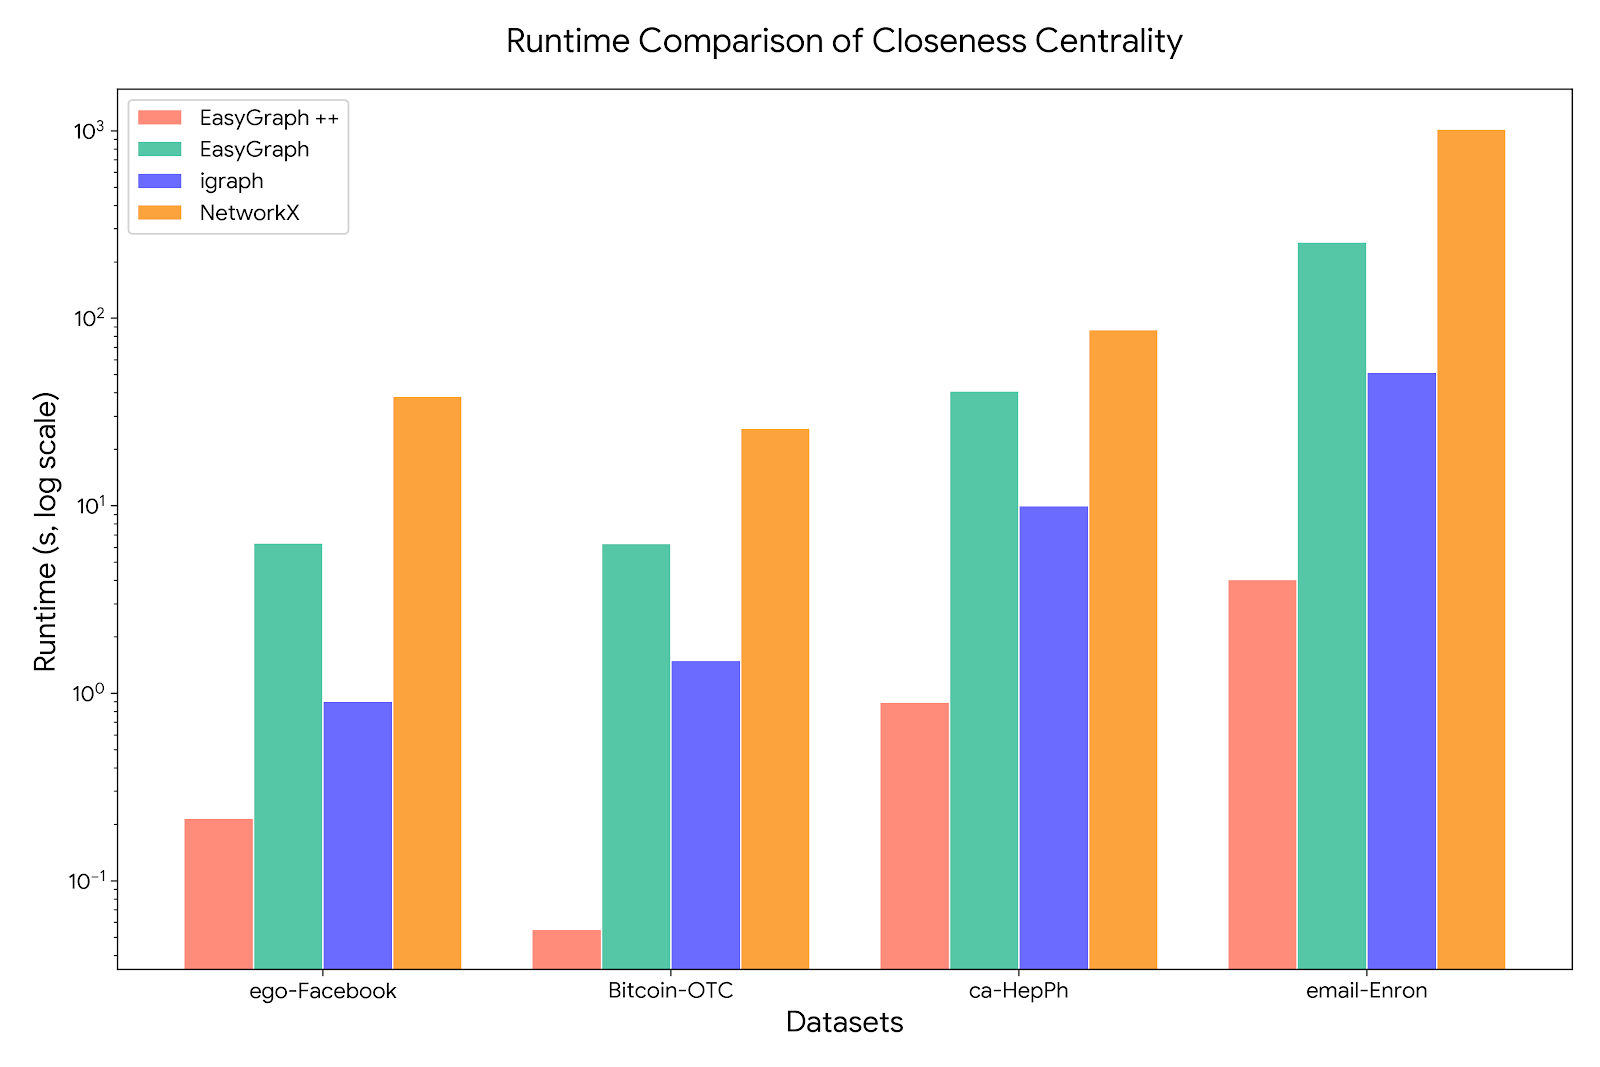 Runtime Comparison of Closeness Centrality
EasyGraph ++
EasyGraph
igraph
NetworkX
10³
10²
10¹
10⁰
10⁻¹
Runtime (s, log scale)
ego-Facebook
Bitcoin-OTC
ca-HepPh
email-Enron
Datasets